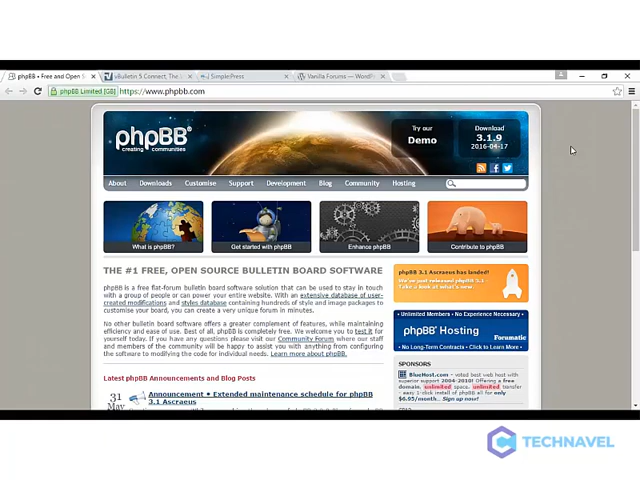 phpBB • Free and Open S
vBulletin 5 Connect, The
Simple:Press
Vanilla Forums — WordPr
phpBB Limited [GB]
https://www.phpbb.com
phpBB®
creating communities
Try our
Demo
Download
3.1.9
2016-04-17
About Downloads Customise Support Development Blog Community Hosting
What is phpBB?
Get started with phpBB
Enhance phpBB
Contribute to phpBB
THE #1 FREE, OPEN SOURCE BULLETIN BOARD SOFTWARE
phpBB is a free flat-forum bulletin board software solution that can be used to stay in touch
with a group of people or can power your entire website. With an extensive database of user-
created modifications and styles database containing hundreds of style and image packages to
customise your board, you can create a very unique forum in minutes.
No other bulletin board software offers a greater complement of features, while maintaining
efficiency and ease of use. Best of all, phpBB is completely free. We welcome you to test it for
yourself today. If you have any questions please visit our Community Forum where our staff
and members of the community will be happy to assist you with anything from configuring
the software to modifying the code for individual needs. Learn more about phpBB.
phpBB 3.1 Ascraeus has landed!
We've just released phpBB 3.1 -
Take a look at what's new.
Unlimited Members • No Experience Necessary •
phpBB® Hosting
Forumatic
• No Long-Term Contracts • Click to Learn More •
SPONSORS
BlueHost.com - voted best web host with
superior support 2004-2010! Offering a free
domain, unlimited space, unlimited transfer
- easy 1-click install of phpBB all for only
$6.95/month.. Sign up now!
Latest phpBB Announcements and Blog Posts
31
May
Announcement • Extended maintenance schedule for phpBB
3.1 Ascraeus
TECHNAVEL